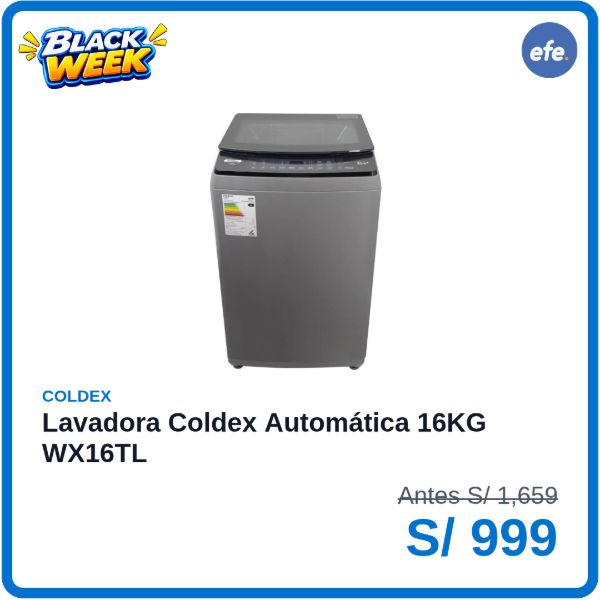 BLACK
WEEK
efe.
COLDEX
Lavadora Coldex Automática 16KG
WX16TL
Antes S/ 1,659
S/ 999